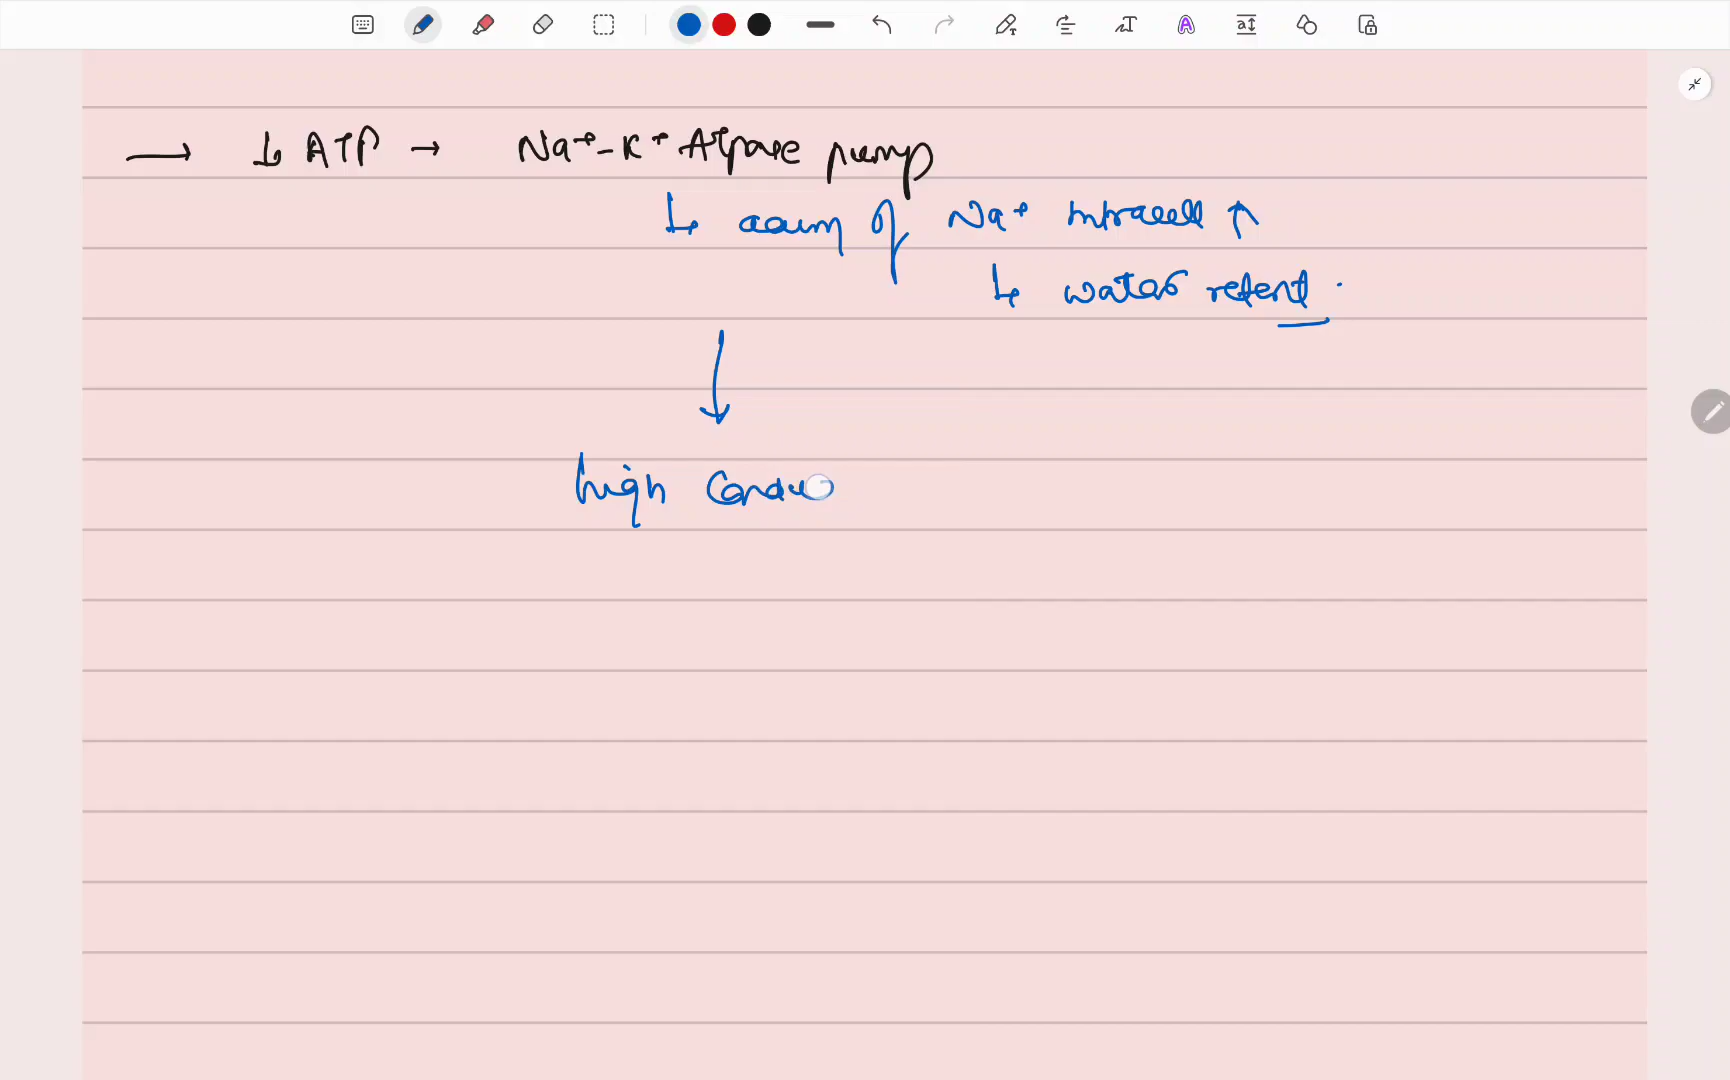 → ↓ ATP → Na⁺-K⁺ ATpase pump
↳ accum of Na⁺ intracell ↑
↳ water retent.
↓
high